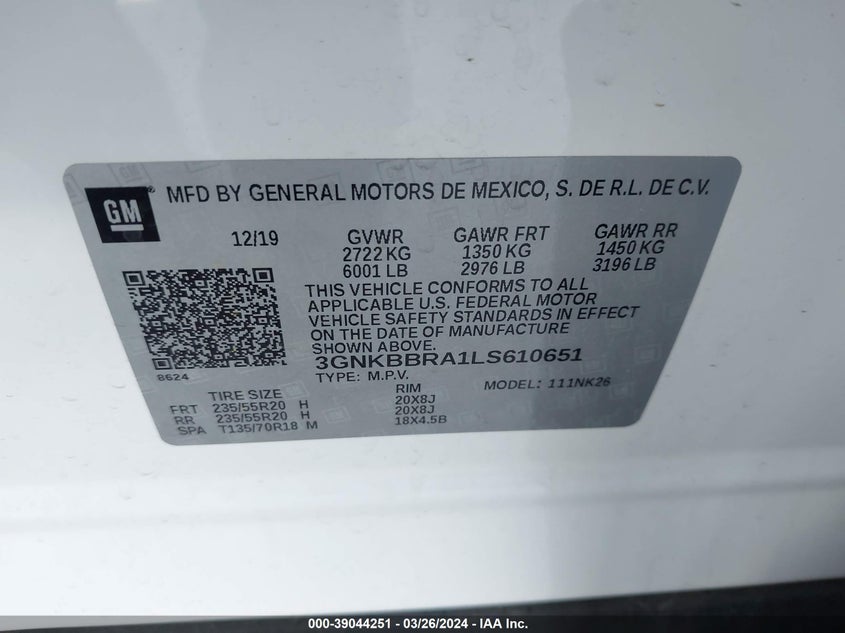 GM ® MFD BY GENERAL MOTORS DE MEXICO, S. DE R.L. DE C.V.
12/19 GVWR GAWR FRT GAWR RR
2722 KG 1350 KG 1450 KG
6001 LB 2976 LB 3196 LB
THIS VEHICLE CONFORMS TO ALL
APPLICABLE U.S. FEDERAL MOTOR
VEHICLE SAFETY STANDARDS IN EFFECT
ON THE DATE OF MANUFACTURE
SHOWN ABOVE.
3GNKBBRA1LS610651
8624 TYPE: M.P.V. MODEL: 111NK26
TIRE SIZE RIM
FRT 235/55R20 H 20X8J
RR 235/55R20 H 20X8J
SPA T135/70R18 M 18X4.5B
000-39044251 - 03/26/2024 - IAA Inc.